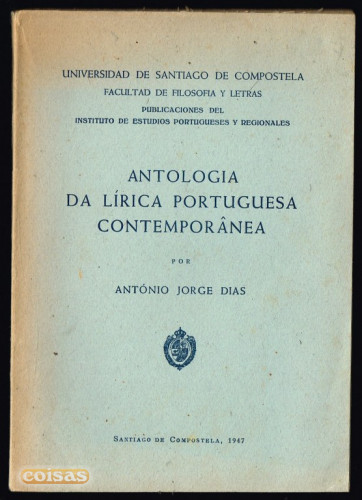 UNIVERSIDAD DE SANTIAGO DE COMPOSTELA
FACULTAD DE FILOSOFIA Y LETRAS
PUBLICACIONES DEL
INSTITUTO DE ESTUDIOS PORTUGUESES Y REGIONALES
ANTOLOGIA
DA LÍRICA PORTUGUESA
CONTEMPORÂNEA
POR
ANTÓNIO JORGE DIAS
SANTIAGO DE COMPOSTELA, 1947
coisas